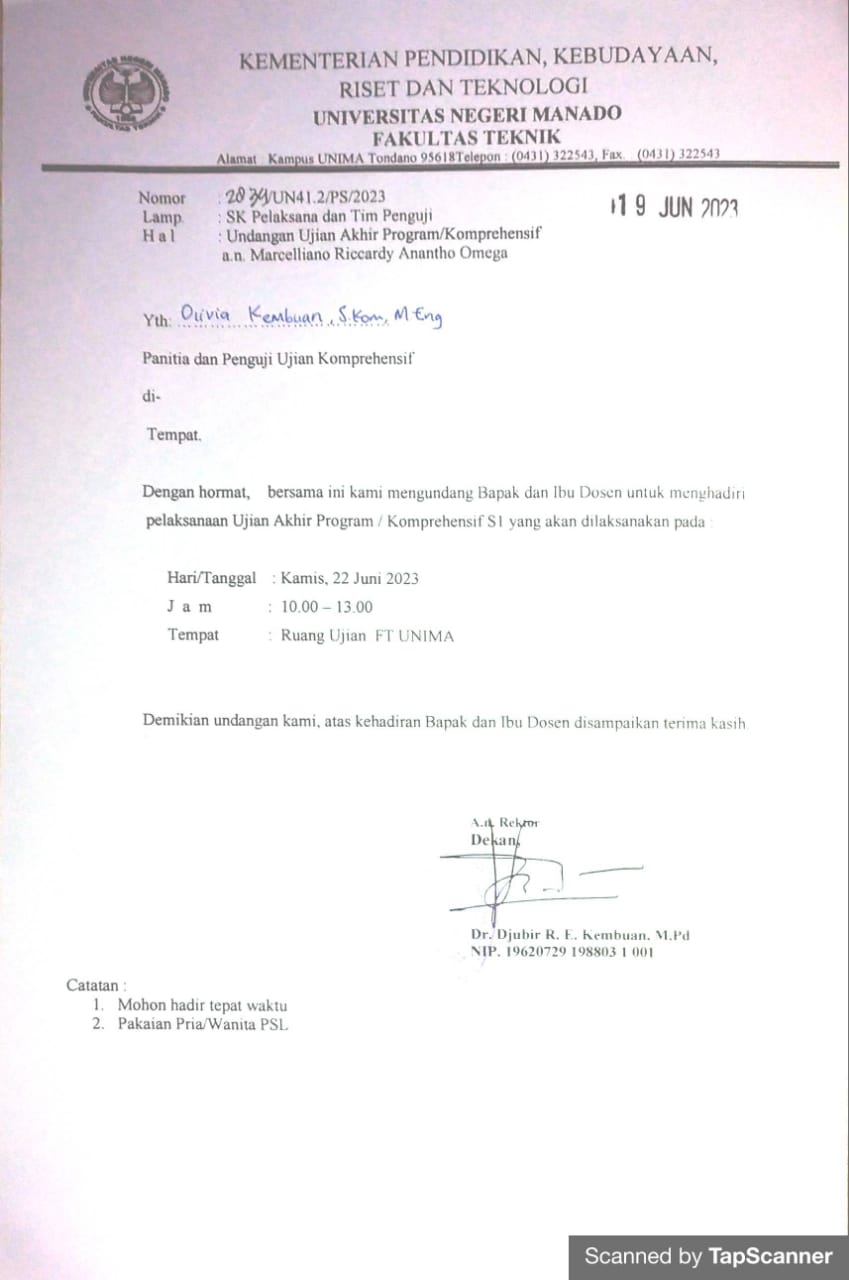 KEMENTERIAN PENDIDIKAN, KEBUDAYAAN,
RISET DAN TEKNOLOGI
UNIVERSITAS NEGERI MANADO
FAKULTAS TEKNIK
Alamat : Kampus UNIMA Tondano 95618Telepon : (0431) 322543, Fax. (0431) 322543
Nomor : /UN41.2/PS/2023
19 JUN 2023
Lamp. : SK Pelaksana dan Tim Penguji
H a l : Undangan Ujian Akhir Program/Komprehensif
a.n. Marcelliano Riccardy Anantho Omega
Yth: Olivia Kembuan, S.Kom, M.Eng
Panitia dan Penguji Ujian Komprehensif
di-
Tempat.
Dengan hormat, bersama ini kami mengundang Bapak dan Ibu Dosen untuk menghadiri
pelaksanaan Ujian Akhir Program / Komprehensif S1 yang akan dilaksanakan pada :
Hari/Tanggal : Kamis, 22 Juni 2023
J a m : 10.00 – 13.00
Tempat : Ruang Ujian FT UNIMA
Demikian undangan kami, atas kehadiran Bapak dan Ibu Dosen disampaikan terima kasih.
A.n. Rektor
Dekan,
Dr. Djubir R. E. Kembuan, M.Pd
NIP. 19620729 198803 1 001
Catatan :
1. Mohon hadir tepat waktu
2. Pakaian Pria/Wanita PSL
Scanned by TapScanner